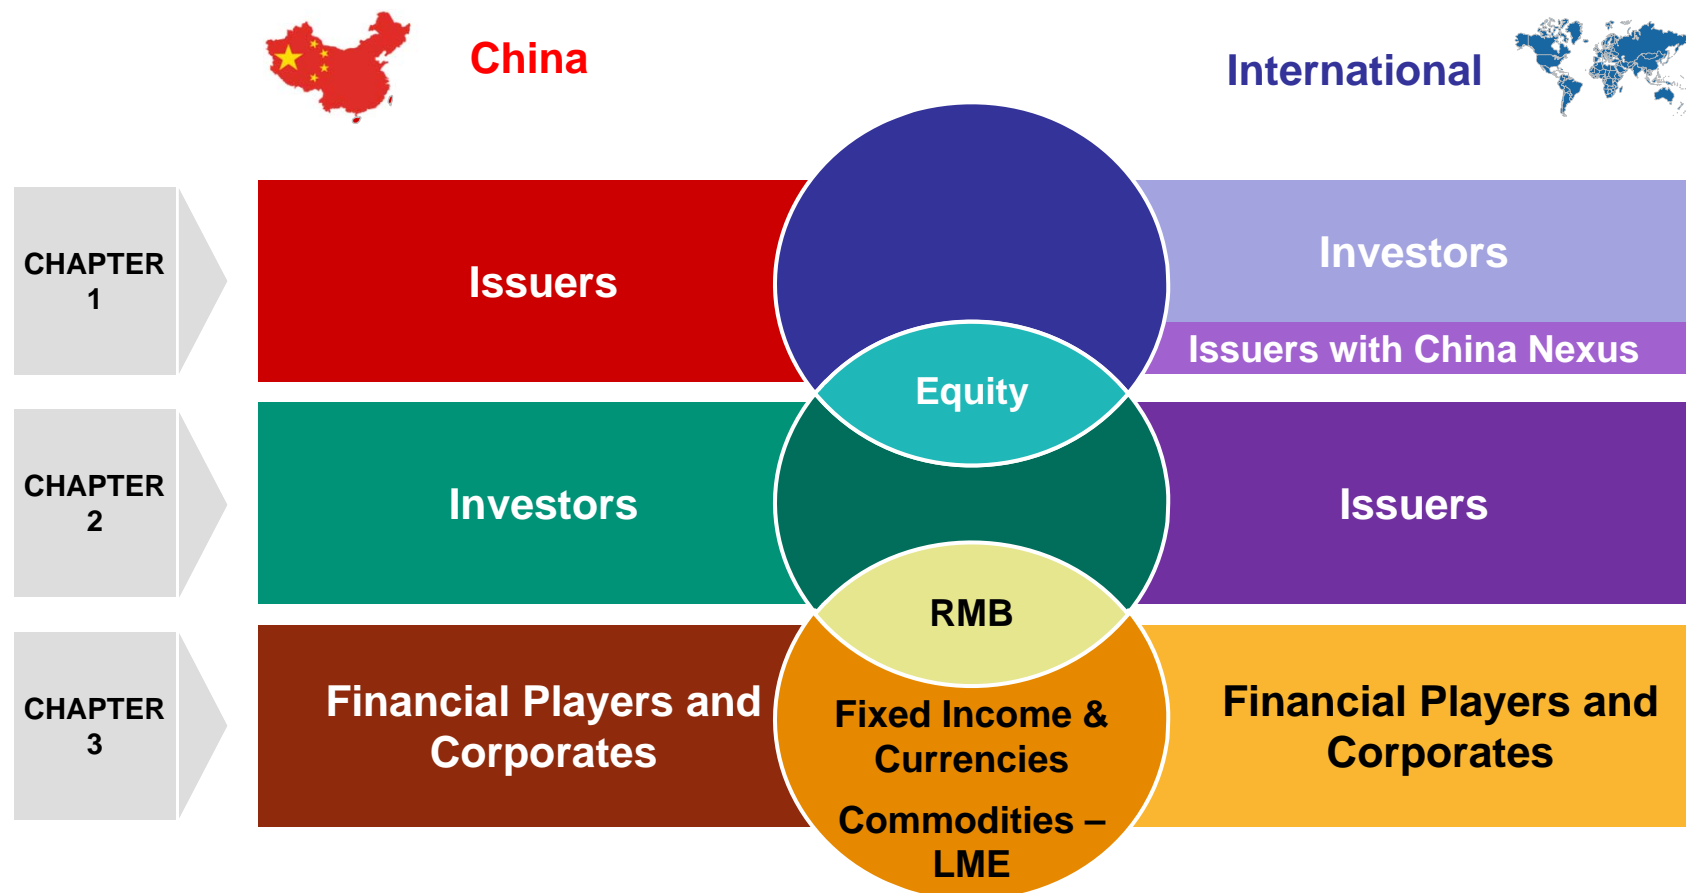 China
International
CHAPTER
1
Issuers
Investors
Issuers with China Nexus
Equity
CHAPTER
2
Investors
Issuers
RMB
CHAPTER
3
Financial Players and
Corporates
Fixed Income &
Currencies
Commodities –
LME
Financial Players and
Corporates